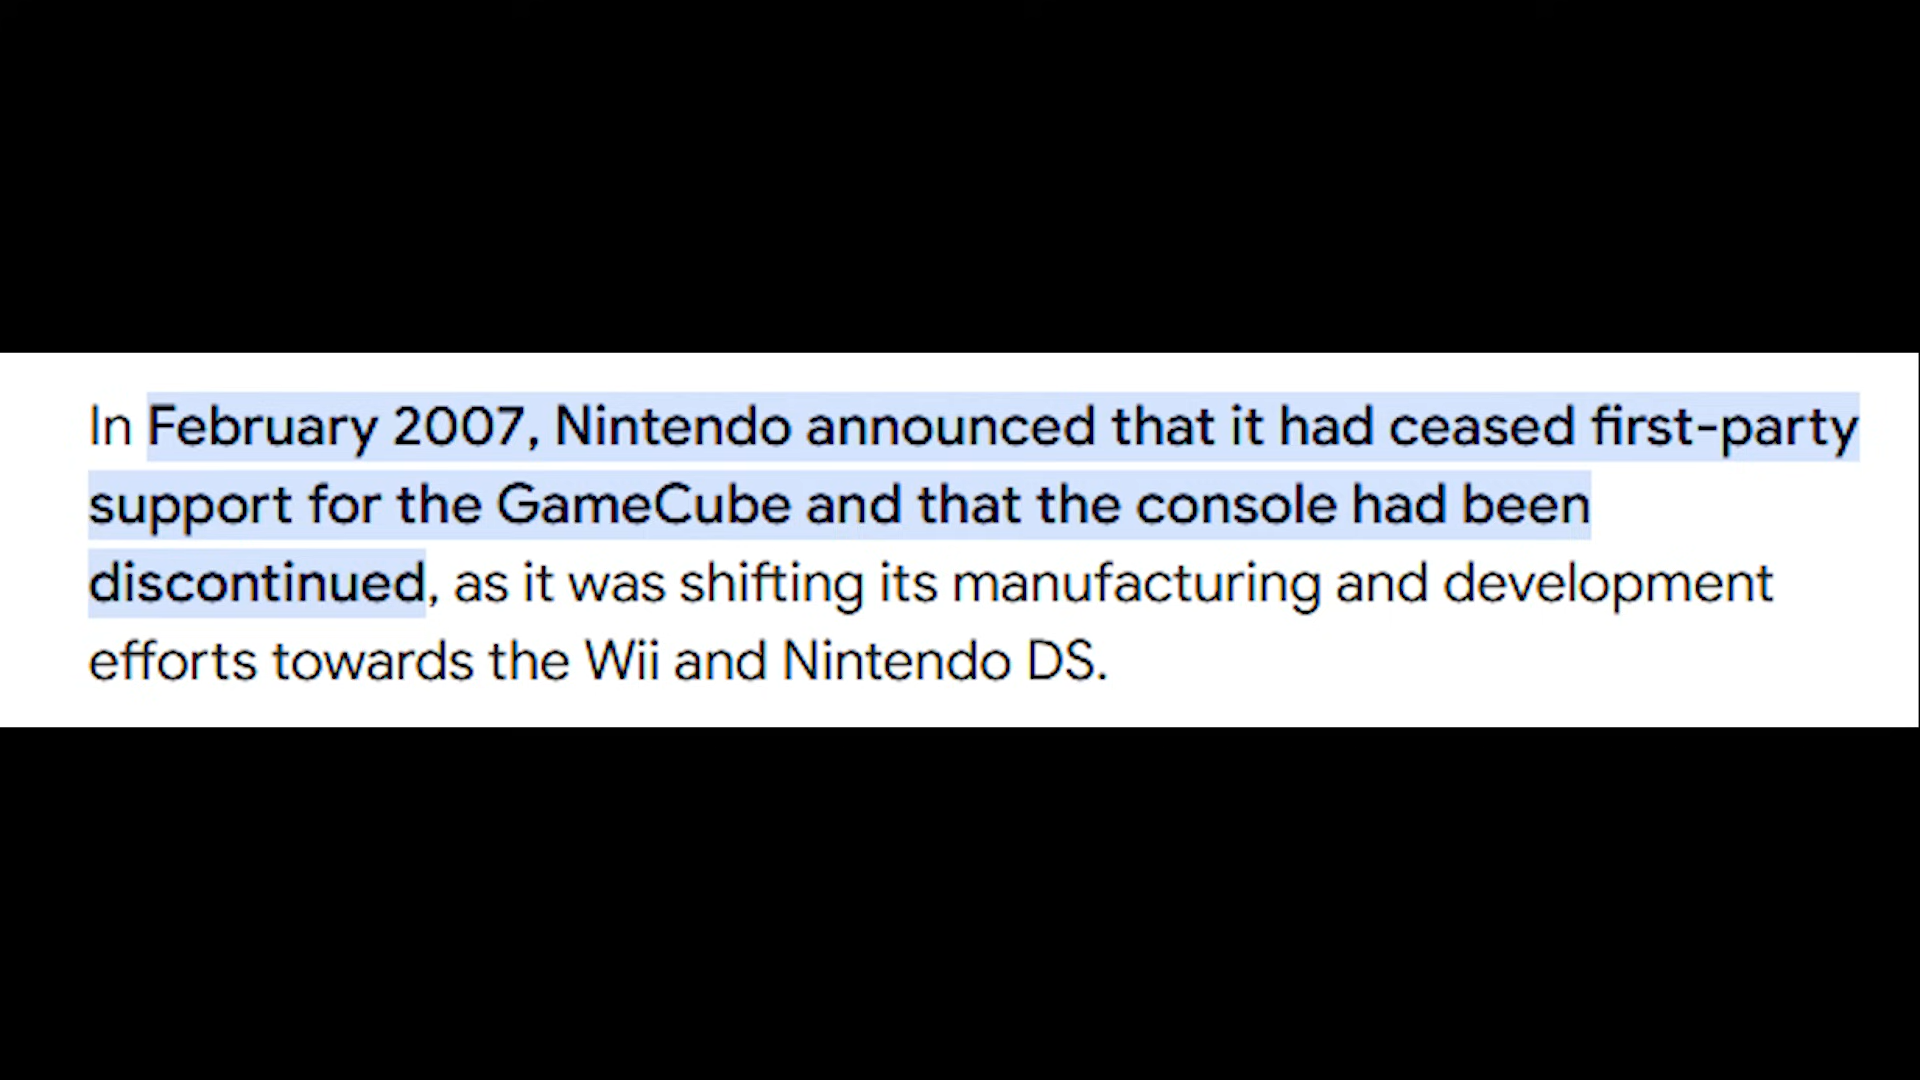 In February 2007, Nintendo announced that it had ceased first-party
support for the GameCube and that the console had been
discontinued, as it was shifting its manufacturing and development
efforts towards the Wii and Nintendo DS.